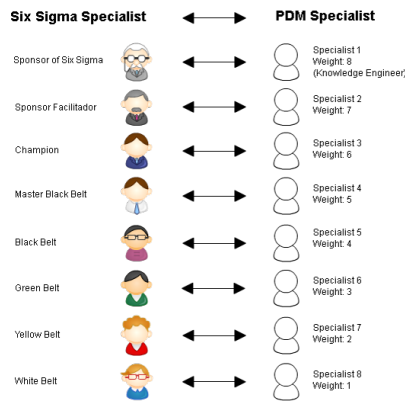 Six Sigma Specialist PDM Specialist
Sponsor of Six Sigma
Specialist 1
Weight: 8
(Knowledge Engineer)
Sponsor Facilitador
Specialist 2
Weight: 7
Champion
Specialist 3
Weight: 6
Master Black Belt
Specialist 4
Weight: 5
Black Belt
Specialist 5
Weight: 4
Green Belt
Specialist 6
Weight: 3
Yellow Belt
Specialist 7
Weight: 2
White Belt
Specialist 8
Weight: 1